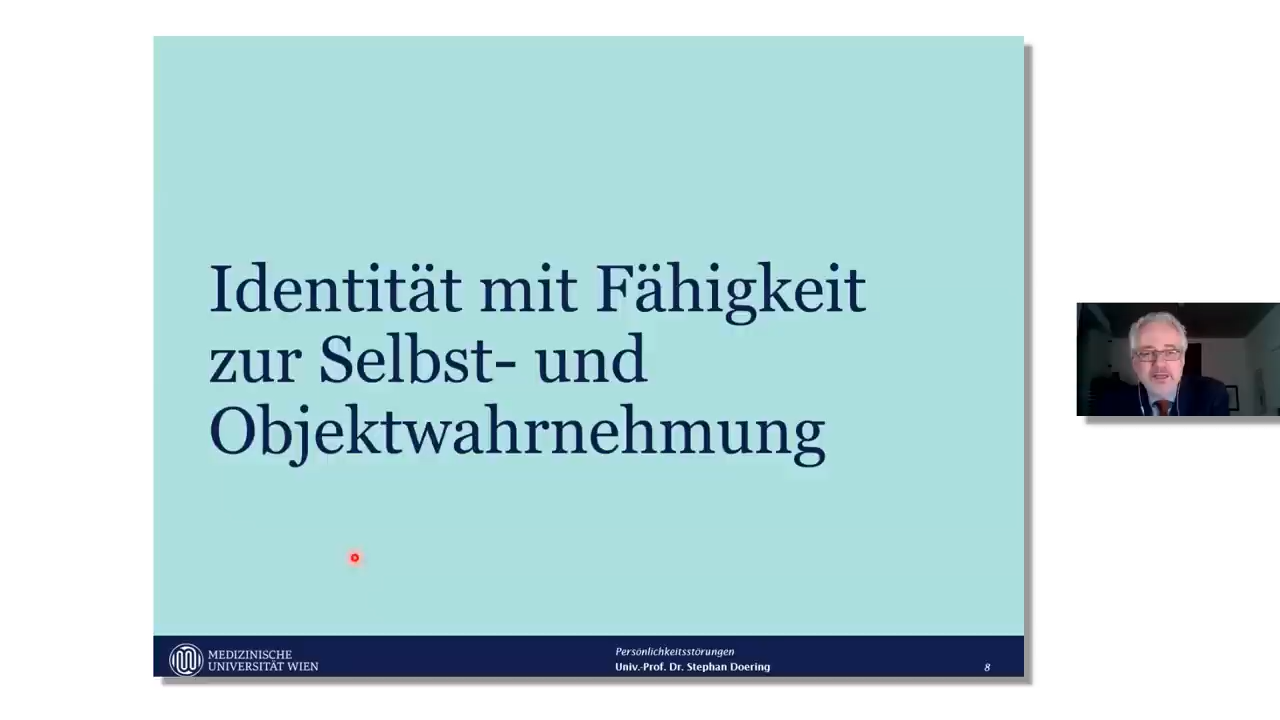 Identität mit Fähigkeit
zur Selbst- und
Objektwahrnehmung
MEDIZINISCHE
UNIVERSITÄT WIEN
Persönlichkeitsstörungen
Univ.-Prof. Dr. Stephan Doering
8